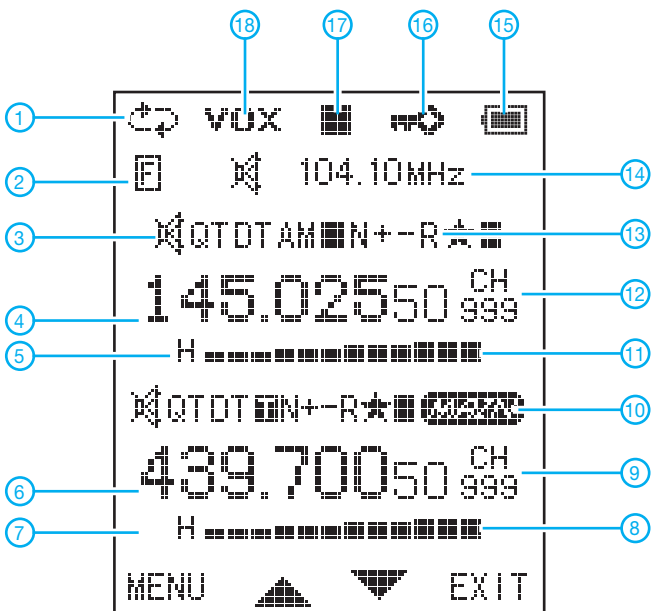 18 17 16 15
1 VOX
2 F 104.10MHz 14
3 QTDTAM N+-R 13
4 145.02550 CH 999 12
5 H 11
QTDT T N+-R 10
6 439.70050 CH 999 9
7 H 8
MENU EXIT